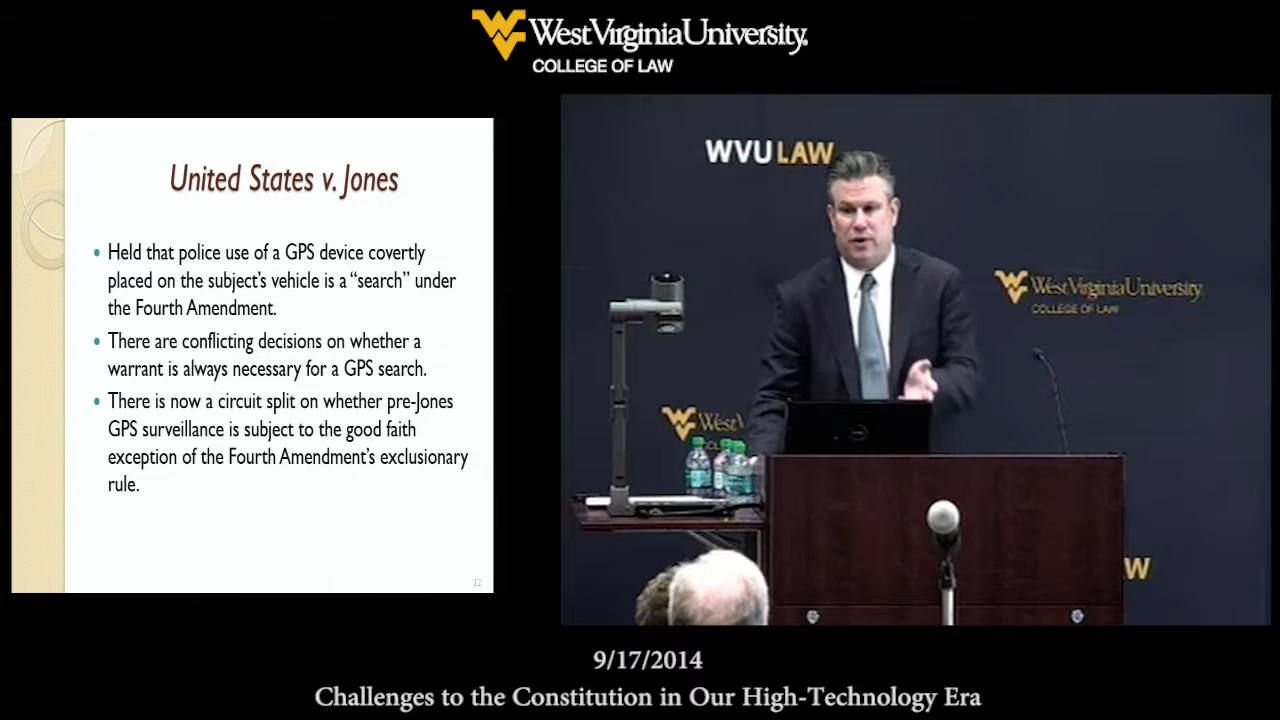 West Virginia University.
COLLEGE OF LAW
United States v. Jones
Held that police use of a GPS device covertly
placed on the subject's vehicle is a “search” under
the Fourth Amendment.
There are conflicting decisions on whether a
warrant is always necessary for a GPS search.
There is now a circuit split on whether pre-Jones
GPS surveillance is subject to the good faith
exception of the Fourth Amendment's exclusionary
rule.
12
WVU LAW
West Virginia University
COLLEGE OF LAW
West V
COL
W
9/17/2014
Challenges to the Constitution in Our High-Technology Era